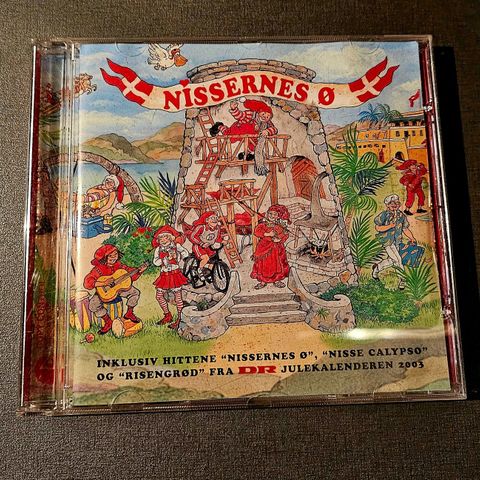 NISSERNES Ø
INKLUSIV HITTENE "NISSERNES Ø", "NISSE CALYPSO"
OG "RISENGRØD" FRA DR JULEKALENDEREN 2003